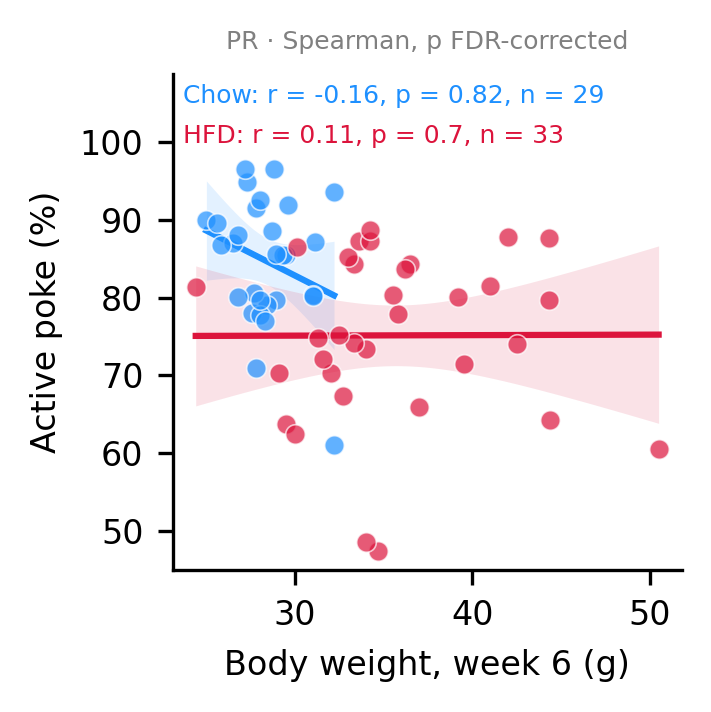 PR · Spearman, p FDR-corrected
Chow: r = -0.16, p = 0.82, n = 29
HFD: r = 0.11, p = 0.7, n = 33
Active poke (%)
100
90
80
70
60
50
30 40 50
Body weight, week 6 (g)